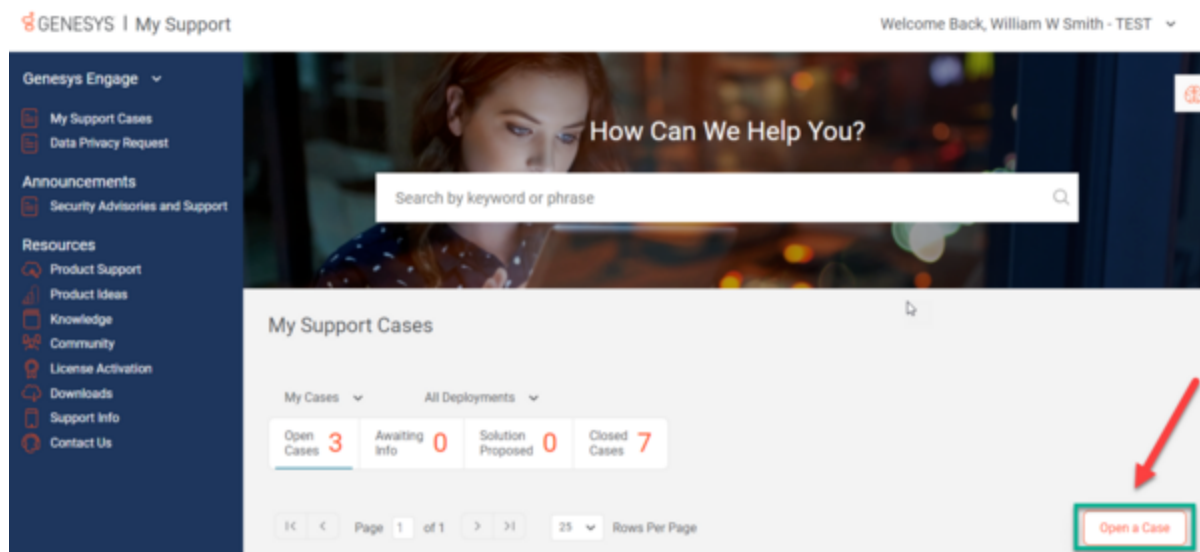 GENESYS | My Support
Welcome Back, William W Smith - TEST
Genesys Engage
My Support Cases
Data Privacy Request
Announcements
Security Advisories and Support
Resources
Product Support
Product Ideas
Knowledge
Community
License Activation
Downloads
Support Info
Contact Us
How Can We Help You?
Search by keyword or phrase
My Support Cases
My Cases
All Deployments
Open Cases 3
Awaiting Info 0
Solution Proposed 0
Closed Cases 7
Page 1 of 1
25 Rows Per Page
Open a Case